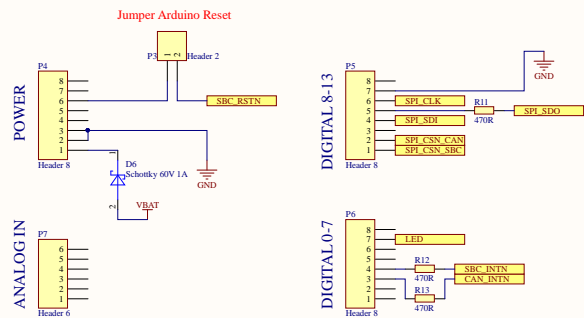 Jumper Arduino Reset
P3
1
2
Header 2
P4
8
7
6
5
4
3
2
1
Header 8
POWER
SBC_RSTN
GND
1
D6
Schottky 60V 1A
2
VBAT
P7
6
5
4
3
2
1
Header 6
ANALOG IN
P5
8
7
6
5
4
3
2
1
Header 8
DIGITAL 8-13
GND
SPI_CLK
R11
470R
SPI_SDO
SPI_SDI
SPI_CSN_CAN
SPI_CSN_SBC
P6
8
7
6
5
4
3
2
1
Header 8
DIGITAL 0-7
LED
R12
470R
SBC_INTN
CAN_INTN
R13
470R